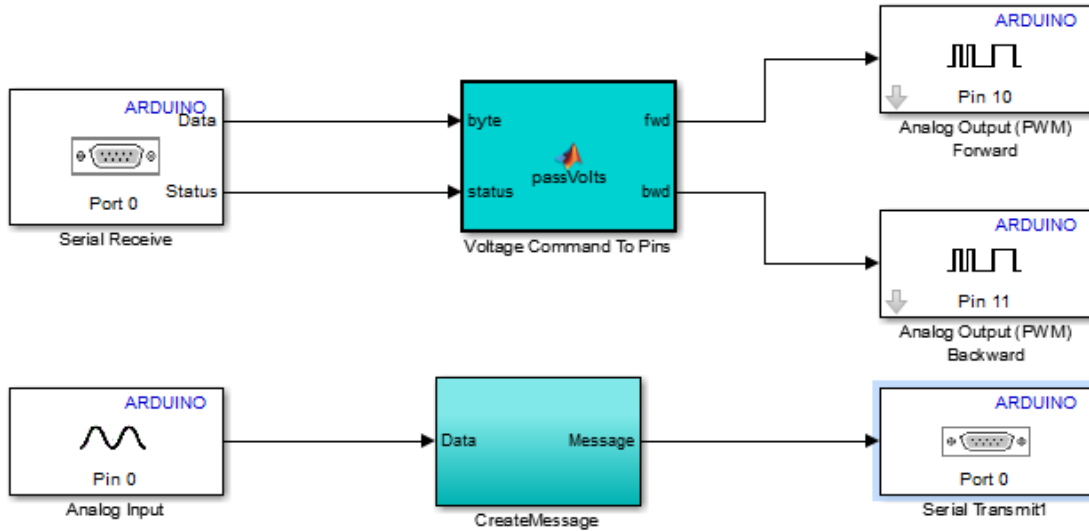 ARDUINO
Pin 10
Analog Output (PWM)
Forward
ARDUINO
Data
Status
Port 0
Serial Receive
byte
status
passVolts
fwd
bwd
Voltage Command To Pins
ARDUINO
Pin 11
Analog Output (PWM)
Backward
ARDUINO
Pin 0
Analog Input
Data
Message
CreateMessage
ARDUINO
Port 0
Serial Transmit1